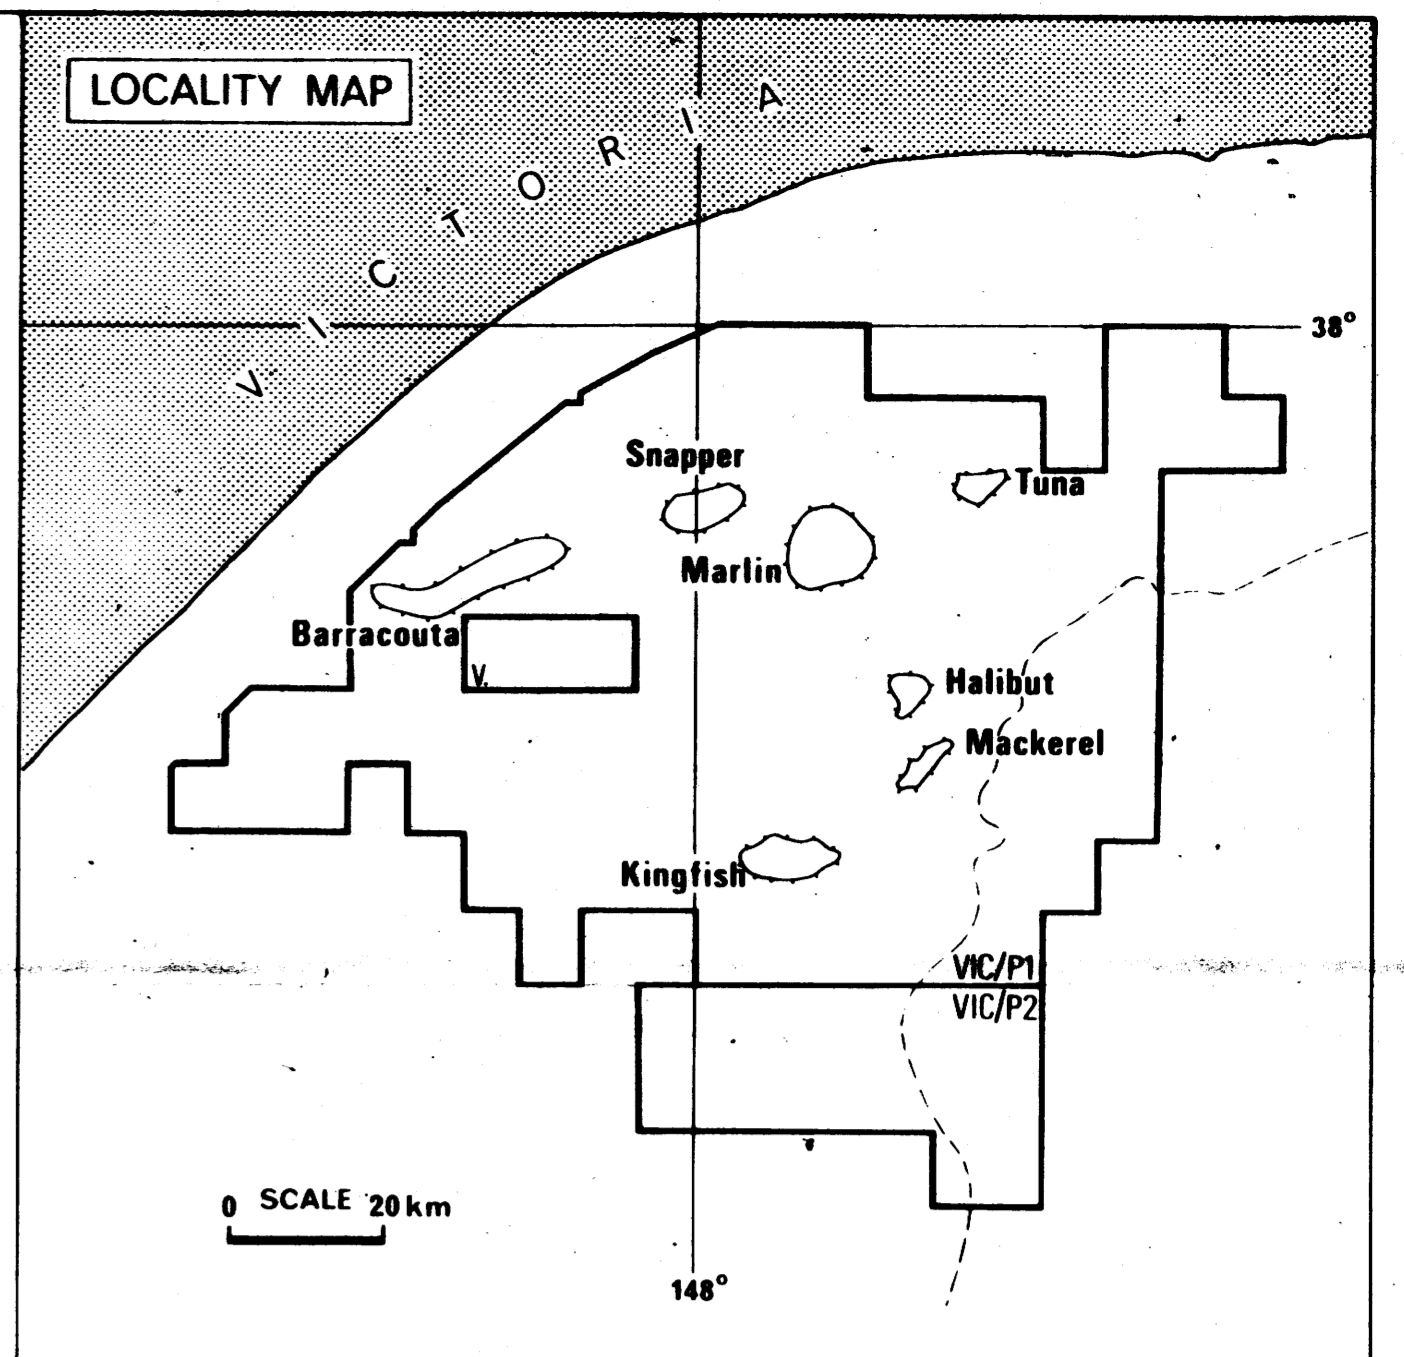 LOCALITY MAP
VICTORIA
38°
Snapper
Tuna
Marlin
Barracouta
V.
Halibut
Mackerel
Kingfish
VIC/P1
VIC/P2
0 SCALE 20 km
148°